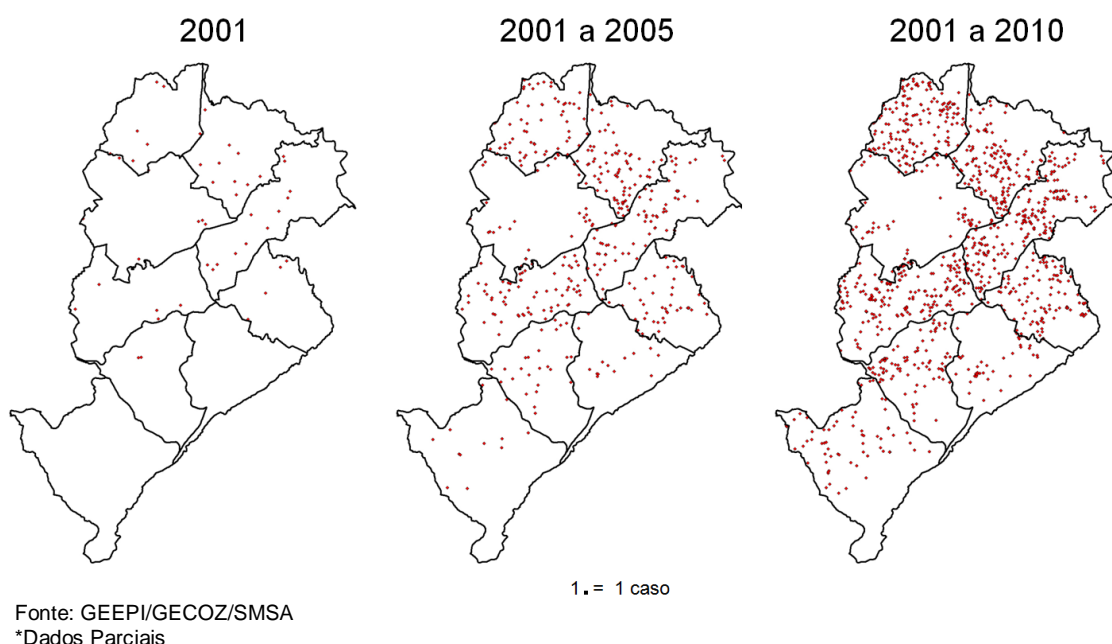 2001
2001 a 2005
2001 a 2010
1.= 1 caso
Fonte: GEEPI/GECOZ/SMSA
*Dados Parciais